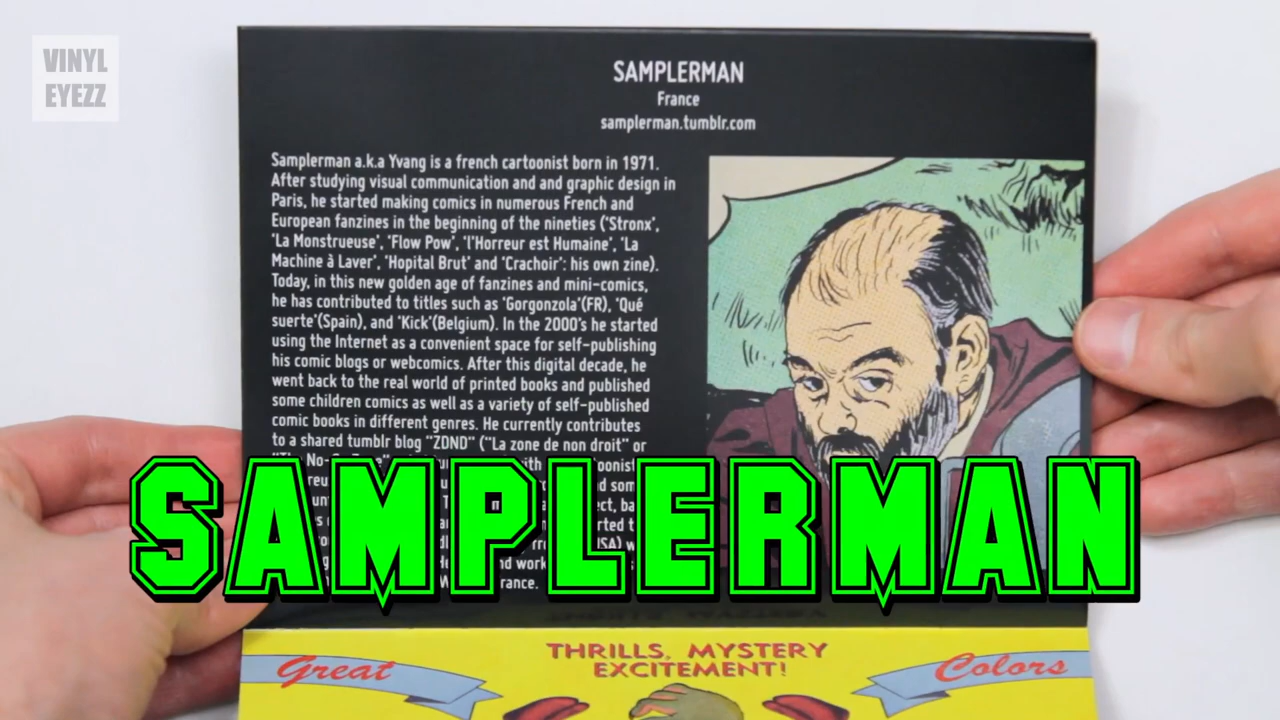 VINYL
EYEZZ
SAMPLERMAN
France
samplerman.tumblr.com
Samplerman a.k.a Yvang is a french cartoonist born in 1971.
After studying visual communication and and graphic design in
Paris, he started making comics in numerous French and
European fanzines in the beginning of the nineties ('Stronx',
'La Monstrueuse', 'Flow Pow', 'l'Horreur est Humaine', 'La
Machine à Laver', 'Hopital Brut' and 'Crachoir': his own zine).
Today, in this new golden age of fanzines and mini-comics,
he has contributed to titles such as 'Gorgonzola'(FR), 'Qué
suerte'(Spain), and 'Kick'(Belgium). In the 2000's he started
using the Internet as a convenient space for self-publishing
his comic blogs or webcomics. After this digital decade, he
went back to the real world of printed books and published
some children comics as well as a variety of self-published
comic books in different genres. He currently contributes
to a shared tumblr blog "ZDND" ("La zone de non droit" or
SAMPLERMAN
THRILLS, MYSTERY
EXCITEMENT!
Great
Colors